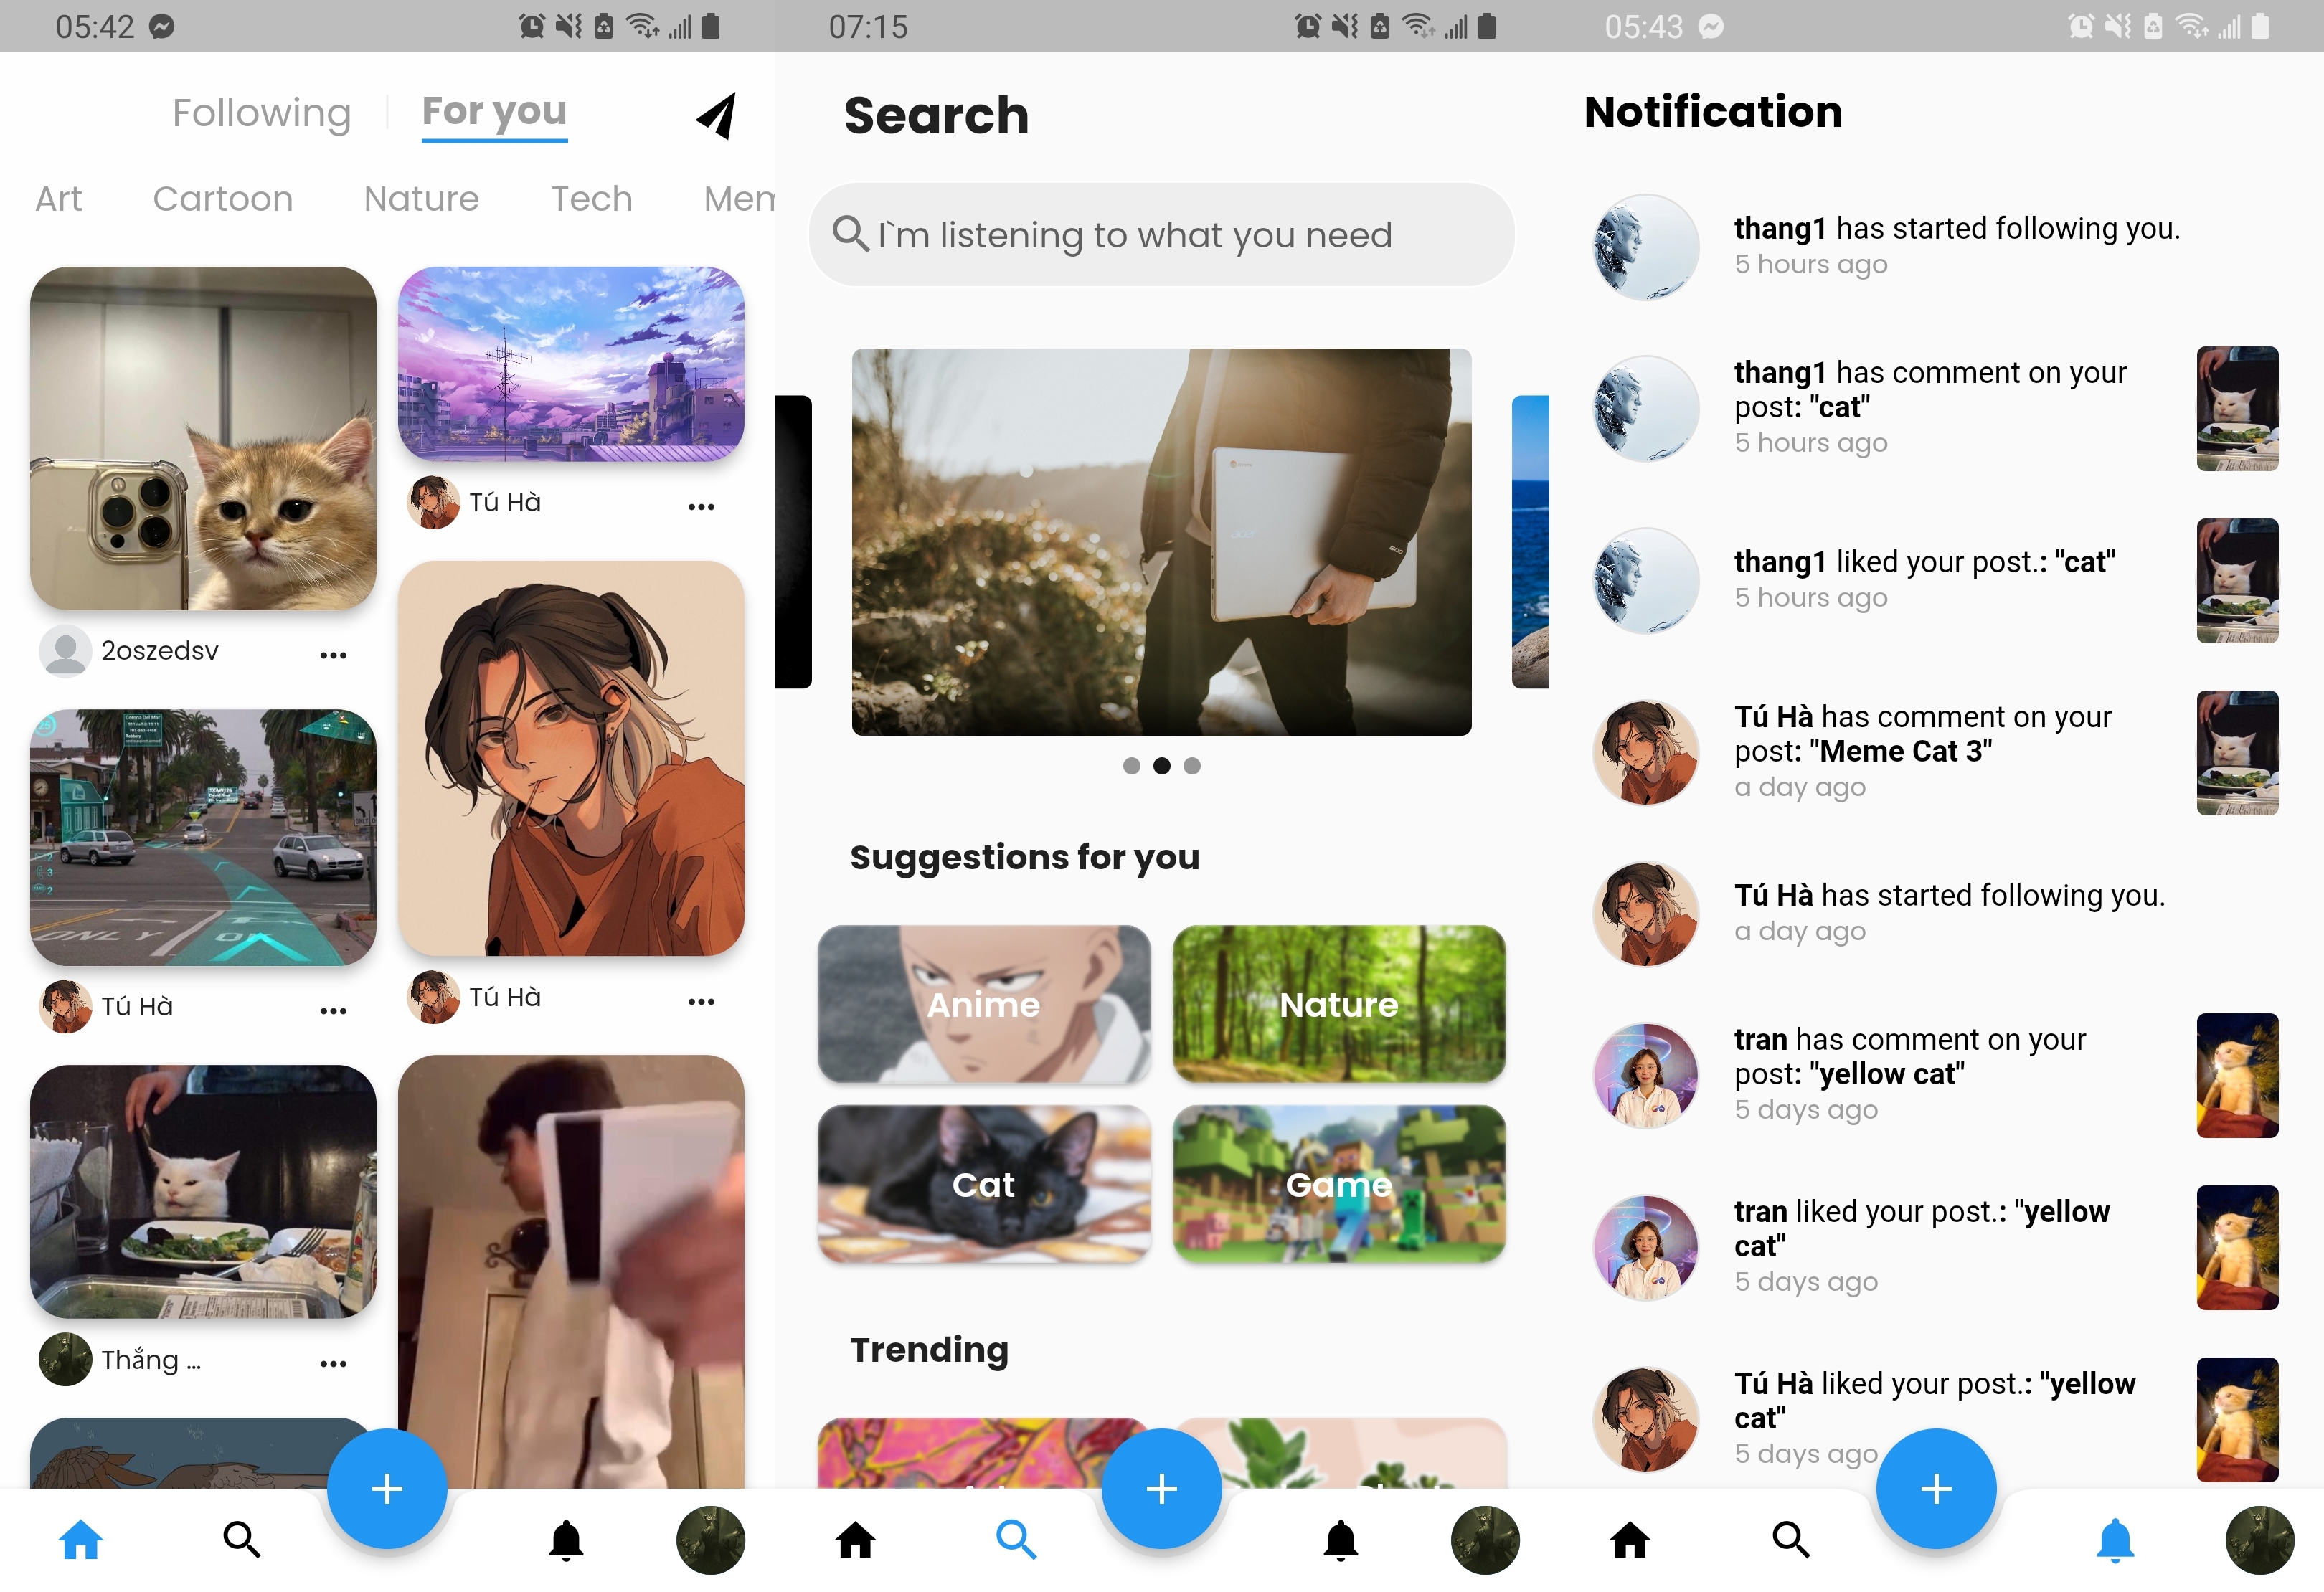 05:42
Following
For you
Art Cartoon Nature Tech Mem
Tú Hà
2oszedsv
ONLY
Tú Hà
Tú Hà
Thắng ...
07:15
Search
I`m listening to what you need
acer
Suggestions for you
Anime
Nature
Cat
Game
Trending
05:43
Notification
thang1 has started following you.
5 hours ago
thang1 has comment on your
post: "cat"
5 hours ago
thang1 liked your post.: "cat"
5 hours ago
Tú Hà has comment on your
post: "Meme Cat 3"
a day ago
Tú Hà has started following you.
a day ago
tran has comment on your
post: "yellow cat"
5 days ago
tran liked your post.: "yellow
cat"
5 days ago
Tú Hà liked your post.: "yellow
cat"
5 days ago